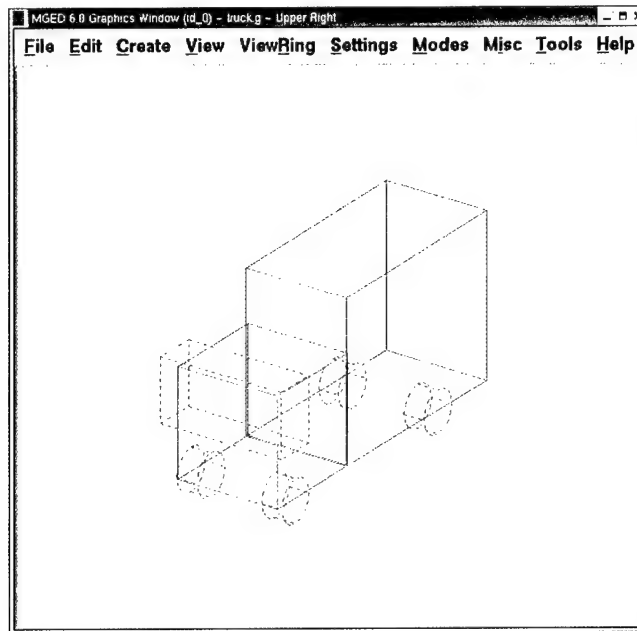 MGED 6.0 Graphics Window (id_0) - truck.g - Upper Right
File Edit Create View ViewRing Settings Modes Misc Tools Help